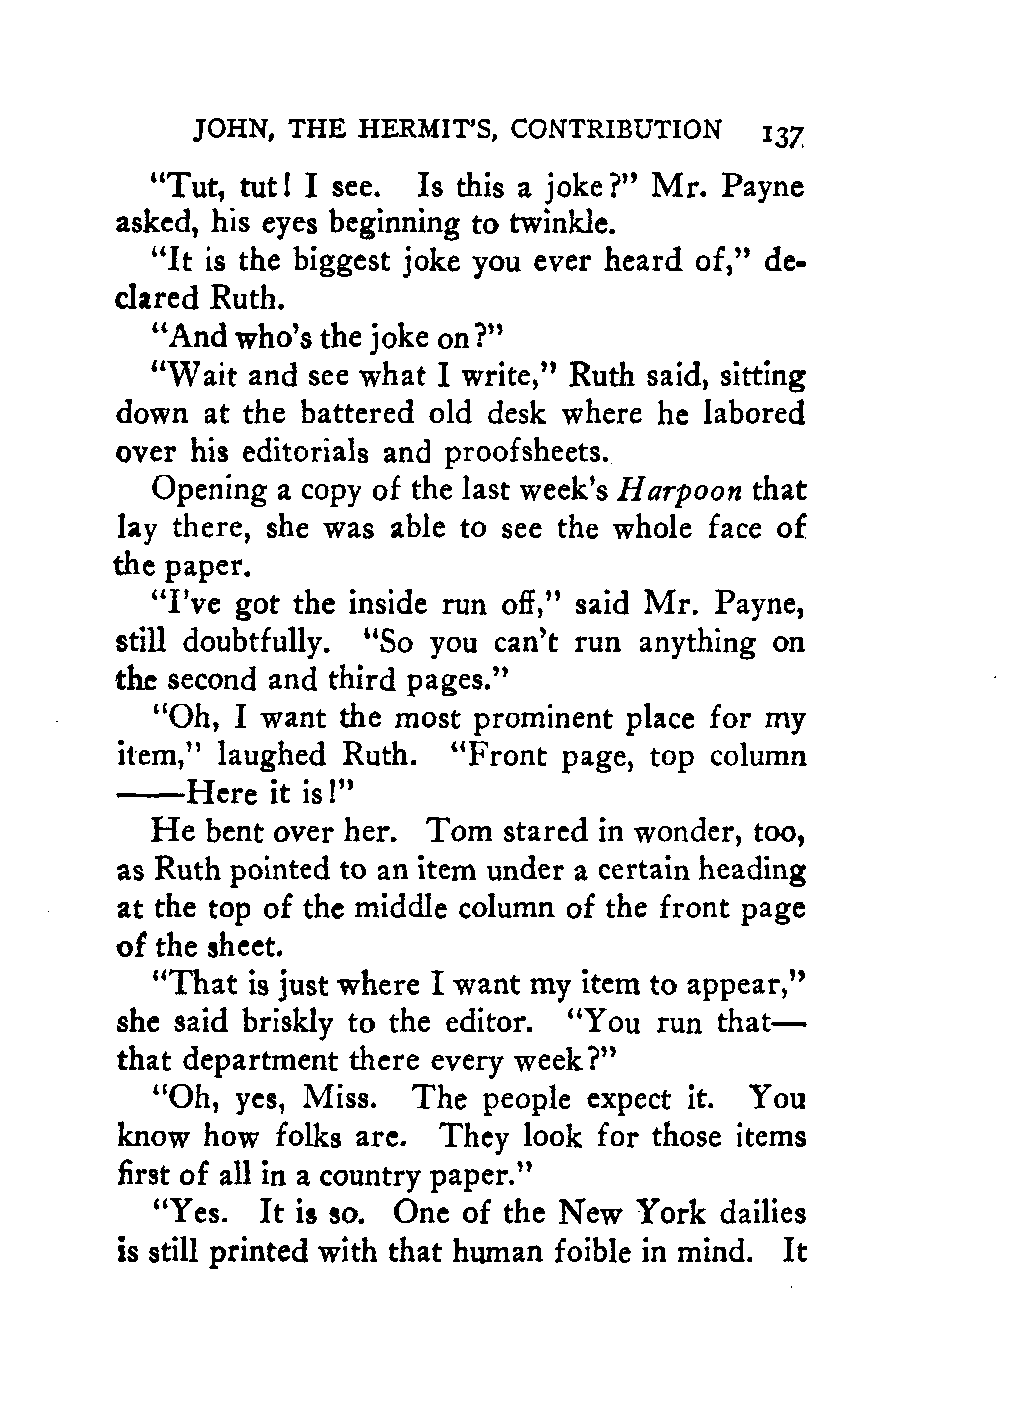 JOHN, THE HERMIT'S, CONTRIBUTION 137
"Tut, tut! I see. Is this a joke?" Mr. Payne
asked, his eyes beginning to twinkle.
"It is the biggest joke you ever heard of," de-
clared Ruth.
"And who's the joke on?"
"Wait and see what I write," Ruth said, sitting
down at the battered old desk where he labored
over his editorials and proofsheets.
Opening a copy of the last week's Harpoon that
lay there, she was able to see the whole face of
the paper.
"I've got the inside run off," said Mr. Payne,
still doubtfully. "So you can't run anything on
the second and third pages."
"Oh, I want the most prominent place for my
item," laughed Ruth. "Front page, top column
——Here it is!"
He bent over her. Tom stared in wonder, too,
as Ruth pointed to an item under a certain heading
at the top of the middle column of the front page
of the sheet.
"That is just where I want my item to appear,"
she said briskly to the editor. "You run that—
that department there every week?"
"Oh, yes, Miss. The people expect it. You
know how folks are. They look for those items
first of all in a country paper."
"Yes. It is so. One of the New York dailies
is still printed with that human foible in mind. It